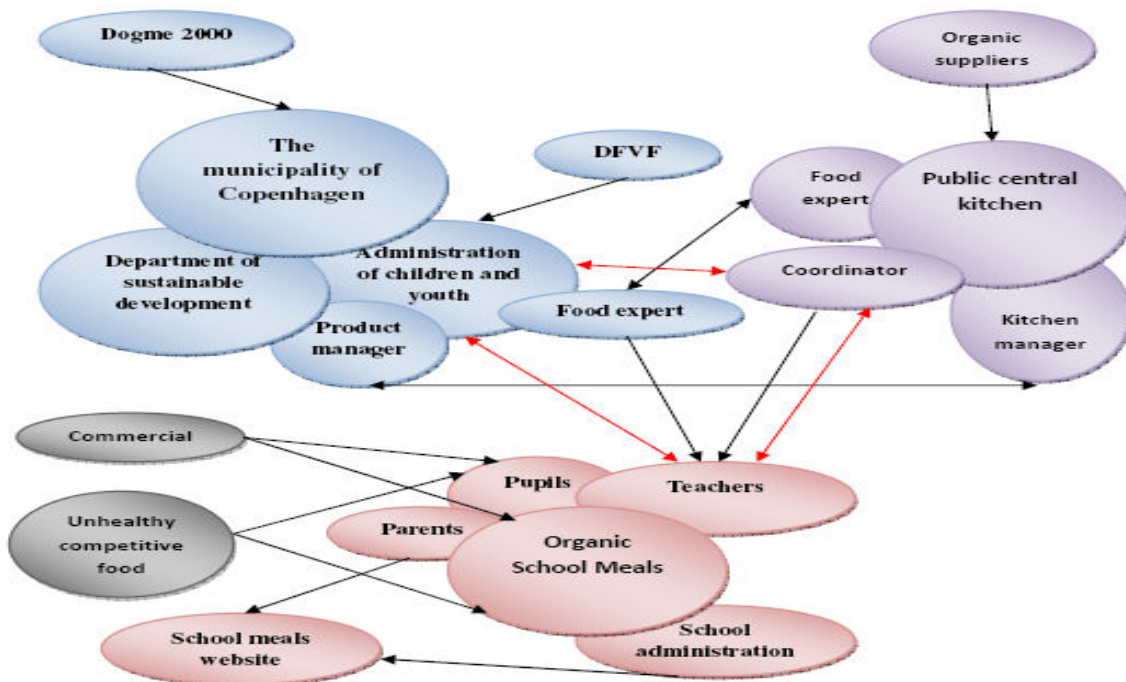 Dogme 2000
Organic
suppliers
The
municipality of
Copenhagen
DFVF
Food
expert
Public central
kitchen
Department of
sustainable
development
Administration
of children and
youth
Coordinator
Product
manager
Food expert
Kitchen
manager
Commercial
Pupils
Teachers
Unhealthy
competitive
food
Parents
Organic
School Meals
School meals
website
School
administration